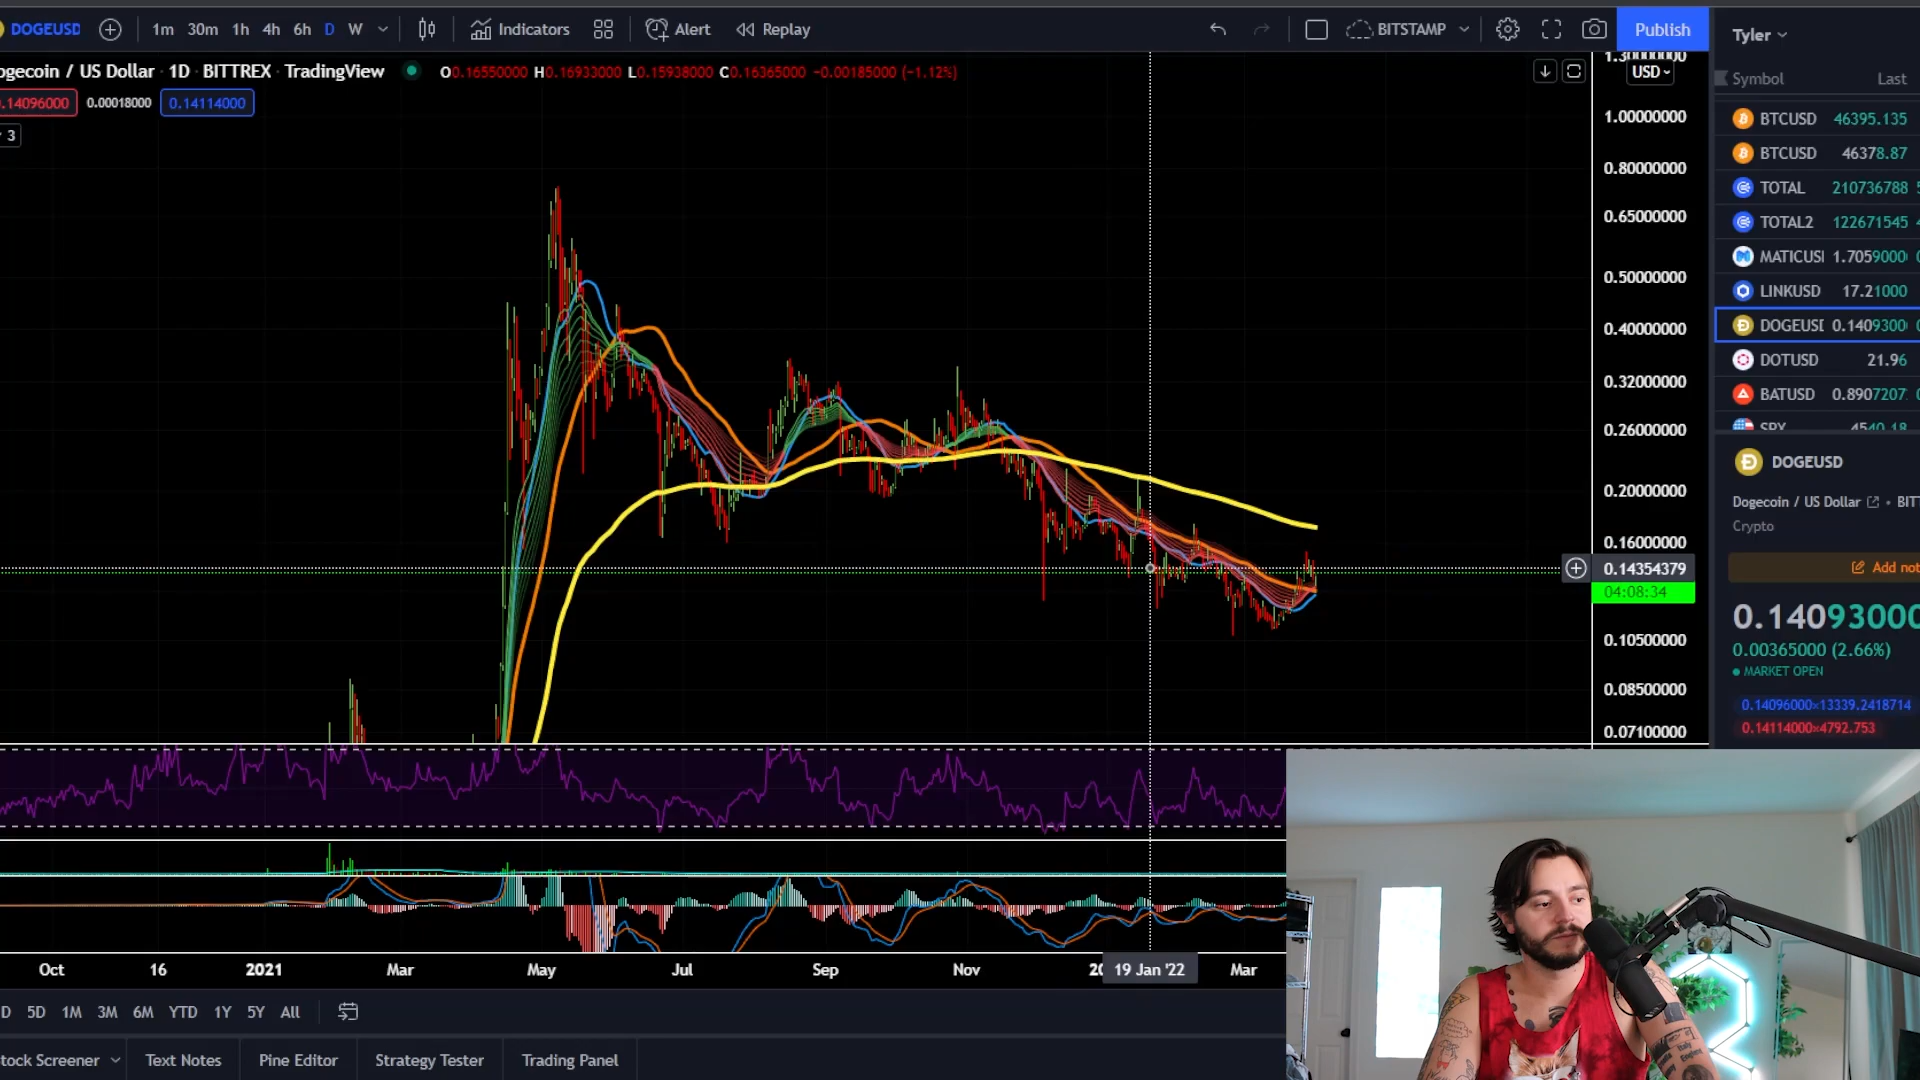 DOGEUSD 1m 30m 1h 4h 6h D W Indicators Alert Replay BITSTAMP Publish
ogecoin / US Dollar · 1D · BITTREX · TradingView O0.16550000 H0.16933000 L0.15938000 C0.16365000 -0.00185000 (-1.12%)
.14096000 0.00018000 0.14114000
3
USD
1.00000000
0.80000000
0.65000000
0.50000000
0.40000000
0.32000000
0.26000000
0.20000000
0.16000000
0.14354379
04:08:34
0.10500000
0.08500000
0.07100000
Oct 16 2021 Mar May Jul Sep Nov 20 19 Jan '22 Mar
D 5D 1M 3M 6M YTD 1Y 5Y All
tock Screener Text Notes Pine Editor Strategy Tester Trading Panel
Tyler
Symbol Last
BTCUSD 46395.135
BTCUSD 46378.87
TOTAL 210736788
TOTAL2 122671545
MATICUSI 1.7059000
LINKUSD 17.21000
DOGEUSI 0.1409300
DOTUSD 21.96
BATUSD 0.8907207
SPY 4540.18
DOGEUSD
Dogecoin / US Dollar • BIT
Crypto
Add not
0.14093000
0.00365000 (2.66%)
MARKET OPEN
0.14096000×13339.2418714
0.14114000×4792.753